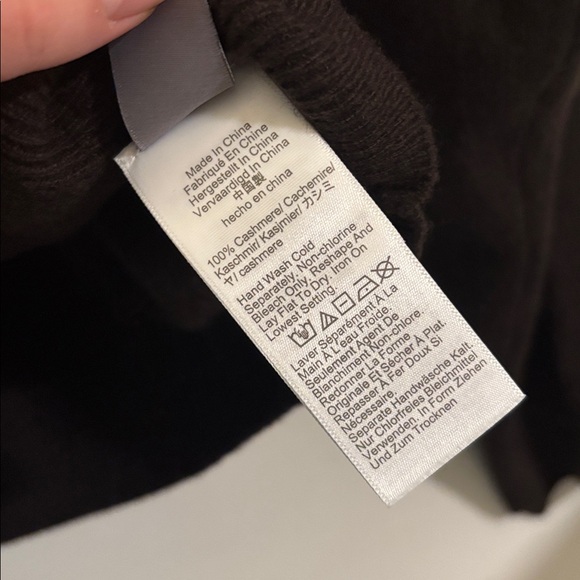 Made In China
Fabriqué En Chine
Hergestellt In China
Vervaardigd In China
中国製
hecho en china
100% Cashmere/ Cachemire/
Kaschmir/ Kasjmier/ カシミ
ヤ/ cashmere
Hand Wash Cold
Separately. Non-chlorine
Bleach Only. Reshape And
Lay Flat To Dry. Iron On
Lowest Setting.
Laver Séparément À La
Main À L'eau Froide.
Seulement Agent De
Blanchiment Non-chlore.
Redonner La Forme
Originale Et Sécher À Plat.
Repasser À Fer Doux Si
Nécessaire.
Separate Handwäsche Kalt.
Nur Chlorfreies Bleichmittel
Verwenden. In Form Ziehen
Und Zum Trocknen